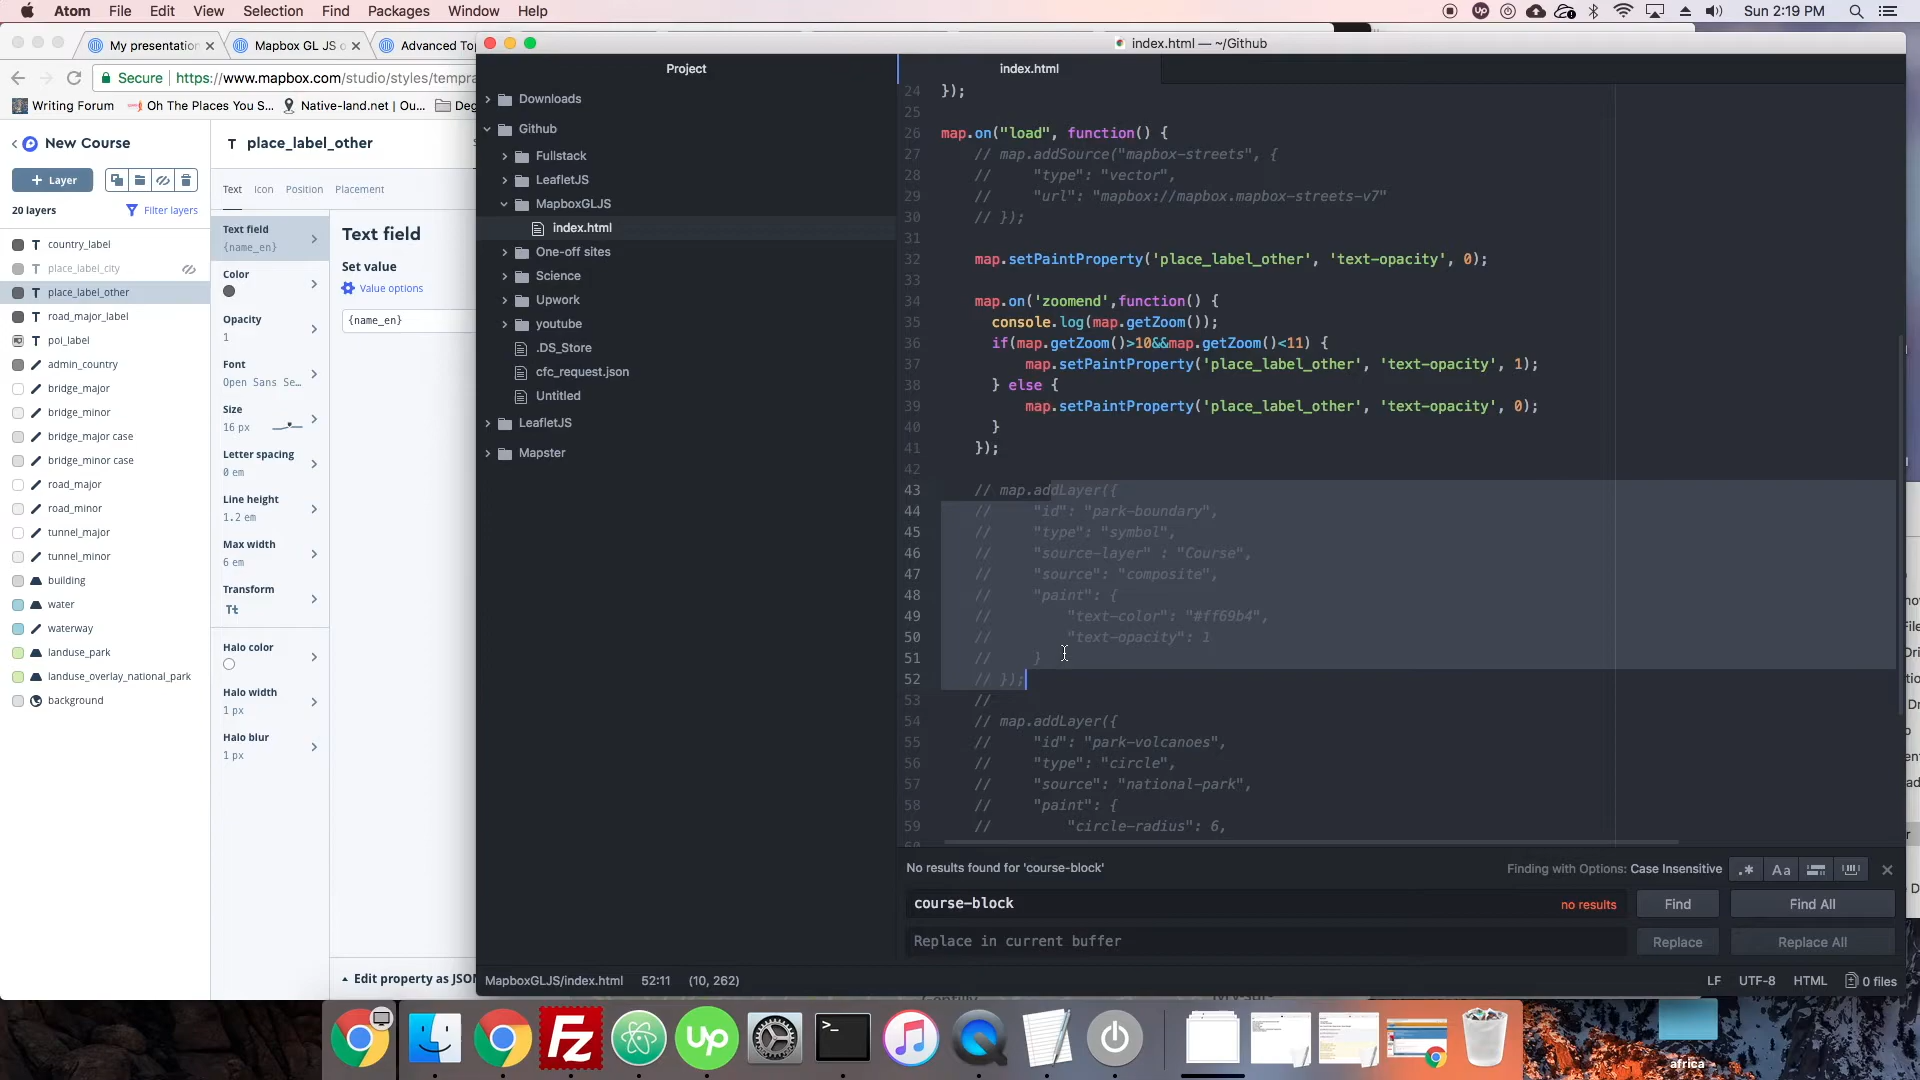 Atom File Edit View Selection Find Packages Window Help
Sun 2:19 PM
My presentation
Mapbox GL JS
Advanced
index.html — ~/Github
Secure https://www.mapbox.com/studio/styles/tempra
Writing Forum
Oh The Places You S...
Native-land.net | Ou...
New Course
+ Layer
20 layers
Filter layers
country_label
place_label_city
place_label_other
road_major_label
poi_label
admin_country
bridge_major
bridge_minor
bridge_major case
bridge_minor case
road_major
road_minor
tunnel_major
tunnel_minor
building
water
waterway
landuse_park
landuse_overlay_national_park
background
T place_label_other
Text Icon Position Placement
Text field
{name_en}
Color
Opacity
1
Font
Open Sans Se...
Size
16 px
Letter spacing
0 em
Line height
1.2 em
Max width
6 em
Transform
Tt
Halo color
Halo width
1 px
Halo blur
1 px
Text field
Set value
Value options
{name_en}
Edit property as JSON
Project
Downloads
Github
Fullstack
LeafletJS
MapboxGLJS
index.html
One-off sites
Science
Upwork
youtube
.DS_Store
cfc_request.json
Untitled
LeafletJS
Mapster
index.html
24 });
25
26 map.on("load", function() {
27 // map.addSource("mapbox-streets", {
28 // "type": "vector",
29 // "url": "mapbox://mapbox.mapbox-streets-v7"
30 // });
31
32 map.setPaintProperty('place_label_other', 'text-opacity', 0);
33
34 map.on('zoomend',function() {
35 console.log(map.getZoom());
36 if(map.getZoom()>10&&map.getZoom()<11) {
37 map.setPaintProperty('place_label_other', 'text-opacity', 1);
38 } else {
39 map.setPaintProperty('place_label_other', 'text-opacity', 0);
40 }
41 });
42
43 // map.addLayer({
44 // "id": "park-boundary",
45 // "type": "symbol",
46 // "source-layer" : "Course",
47 // "source": "composite",
48 // "paint": {
49 // "text-color": "#ff69b4",
50 // "text-opacity": 1
51 // }
52 // });
53 //
54 // map.addLayer({
55 // "id": "park-volcanoes",
56 // "type": "circle",
57 // "source": "national-park",
58 // "paint": {
59 // "circle-radius": 6,
No results found for 'course-block'
Finding with Options: Case Insensitive
.* Aa
course-block
no results
Find
Find All
Replace in current buffer
Replace
Replace All
MapboxGLJS/index.html 52:11 (10, 262)
LF UTF-8 HTML 0 files
Fz
Up
>_
africa